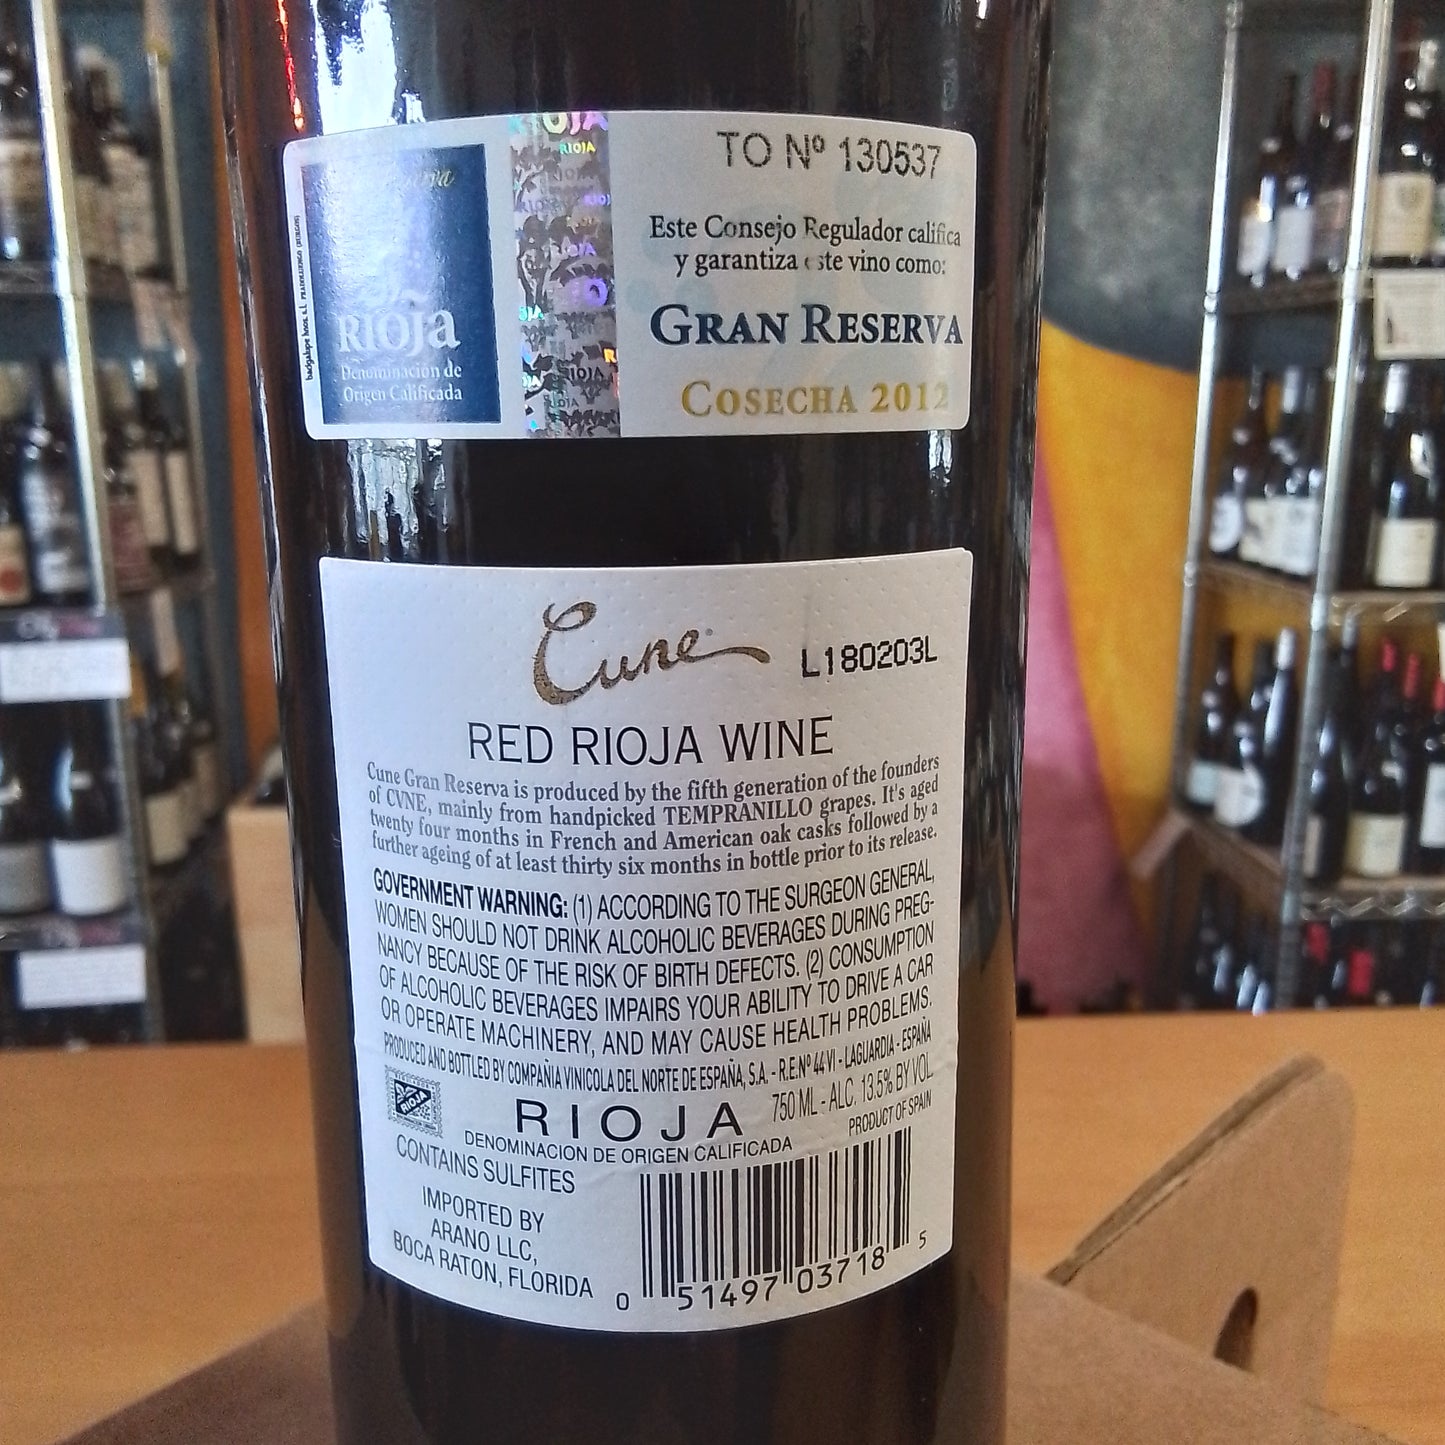 TO Nº 130537
RIOJA
Este Consejo Regulador califica
y garantiza este vino como:
GRAN RESERVA
COSECHA 2012
RIOJA
Denominación de
Origen Calificada
Cune
L180203L
RED RIOJA WINE
Cune Gran Reserva is produced by the fifth generation of the founders
of CVNE, mainly from handpicked TEMPRANILLO grapes. It's aged
twenty four months in French and American oak casks followed by a
further ageing of at least thirty six months in bottle prior to its release.
GOVERNMENT WARNING: (1) ACCORDING TO THE SURGEON GENERAL,
WOMEN SHOULD NOT DRINK ALCOHOLIC BEVERAGES DURING PREG-
NANCY BECAUSE OF THE RISK OF BIRTH DEFECTS. (2) CONSUMPTION
OF ALCOHOLIC BEVERAGES IMPAIRS YOUR ABILITY TO DRIVE A CAR
OR OPERATE MACHINERY, AND MAY CAUSE HEALTH PROBLEMS.
PRODUCED AND BOTTLED BY COMPAÑIA VINICOLA DEL NORTE DE ESPAÑA, S.A. - R.E.Nº 44 VI - LAGUARDIA - ESPAÑA
750 ML - ALC. 13.5% BY VOL.
RIOJA
RIOJA
PRODUCT OF SPAIN
DENOMINACION DE ORIGEN CALIFICADA
CONTAINS SULFITES
IMPORTED BY
ARANO LLC,
BOCA RATON, FLORIDA
0 51497 03718 5